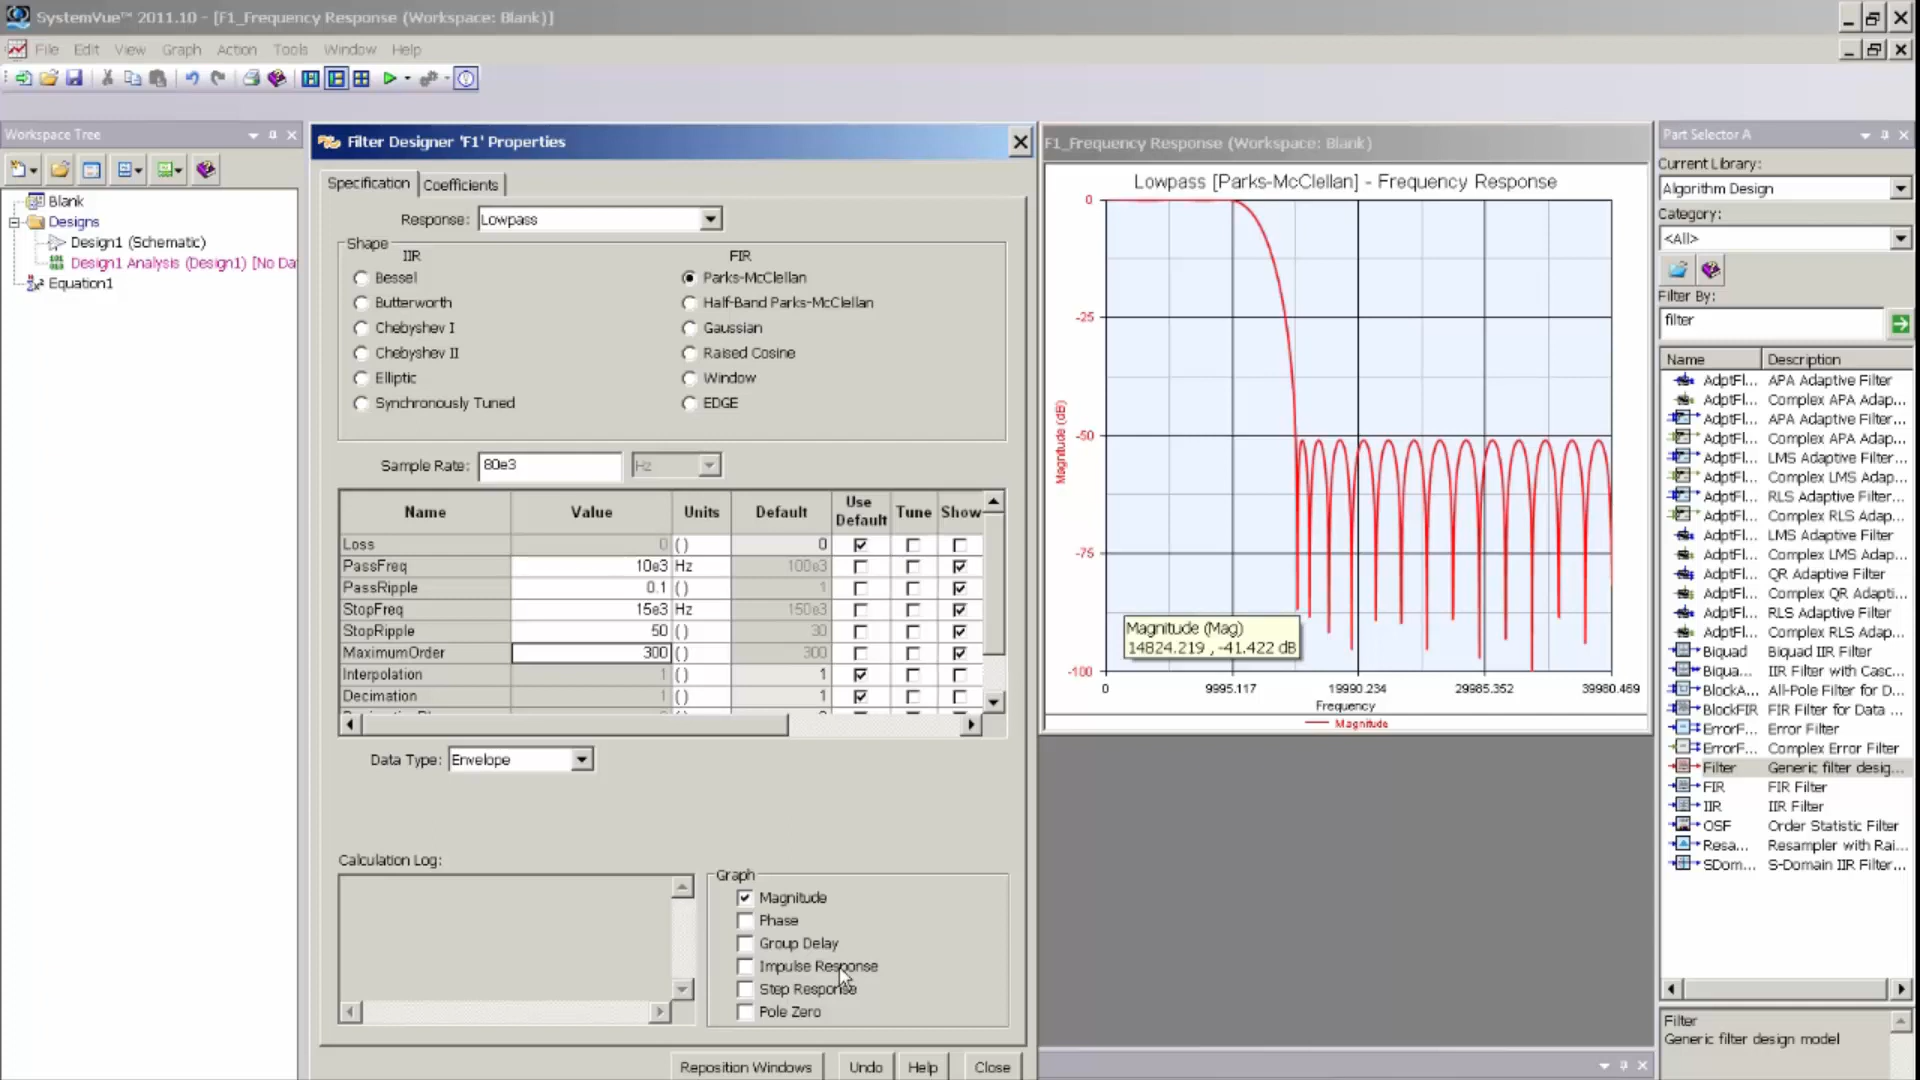 SystemVue™ 2011.10 - [F1_Frequency Response (Workspace: Blank)]
File Edit View Graph Action Tools Window Help
Workspace Tree
Blank
Designs
Design1 (Schematic)
Design1 Analysis (Design1) [No Da
Equation1
Filter Designer 'F1' Properties
Specification Coefficients
Response: Lowpass
Shape
IIR FIR
Bessel Parks-McClellan
Butterworth Half-Band Parks-McClellan
Chebyshev I Gaussian
Chebyshev II Raised Cosine
Elliptic Window
Synchronously Tuned EDGE
Sample Rate: 80e3 Hz
Name Value Units Default Use Default Tune Show
Loss 0 () 0
PassFreq 10e3 Hz 100e3
PassRipple 0.1 () 1
StopFreq 15e3 Hz 150e3
StopRipple 50 () 30
MaximumOrder 300 () 300
Interpolation 1 () 1
Decimation 1 () 1
Data Type: Envelope
Calculation Log:
Graph
Magnitude
Phase
Group Delay
Impulse Response
Step Response
Pole Zero
Reposition Windows Undo Help Close
F1_Frequency Response (Workspace: Blank)
Lowpass [Parks-McClellan] - Frequency Response
0
-25
-50
-75
-100
Magnitude (dB)
Magnitude (Mag)
14824.219 , -41.422 dB
0 9995.117 19990.234 29985.352 39980.469
Frequency
Magnitude
Part Selector A
Current Library:
Algorithm Design
Category:
<All>
Filter By:
filter
Name Description
AdptFl... APA Adaptive Filter
AdptFl... Complex APA Adap...
AdptFl... APA Adaptive Filter...
AdptFl... Complex APA Adap...
AdptFl... LMS Adaptive Filter...
AdptFl... Complex LMS Adap...
AdptFl... RLS Adaptive Filter...
AdptFl... Complex RLS Adap...
AdptFl... LMS Adaptive Filter
AdptFl... Complex LMS Adap...
AdptFl... QR Adaptive Filter
AdptFl... Complex QR Adapti...
AdptFl... RLS Adaptive Filter
AdptFl... Complex RLS Adap...
Biquad Biquad IIR Filter
Biqua... IIR Filter with Casc...
BlockA... All-Pole Filter for D...
BlockFIR FIR Filter for Data ...
ErrorF... Error Filter
ErrorF... Complex Error Filter
Filter Generic filter desig...
FIR FIR Filter
IIR IIR Filter
OSF Order Statistic Filter
Resa... Resampler with Rai...
SDom... S-Domain IIR Filter...
Filter
Generic filter design model